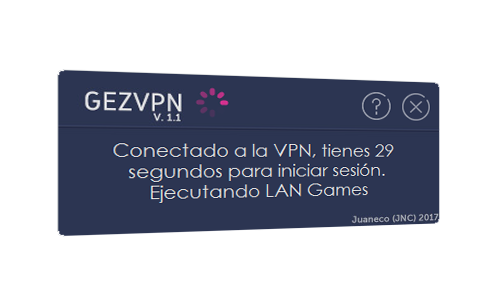 GEZVPN
V. 1.1
?
Conectado a la VPN, tienes 29
segundos para iniciar sesión.
Ejecutando LAN Games
Juaneco (JNC) 2017